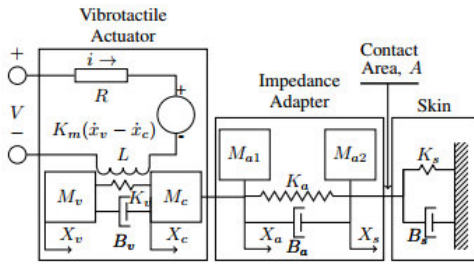 Vibrotactile
Actuator
+
i →
R
Contact
Area, A
Impedance
Adapter
Skin
V
−
K_m(ẋ_v − ẋ_c)
+
-
L
M_a1
M_a2
K_s
M_v
K_v
M_c
K_a
B_v
B_a
B_s
X_v
X_c
X_a
X_s